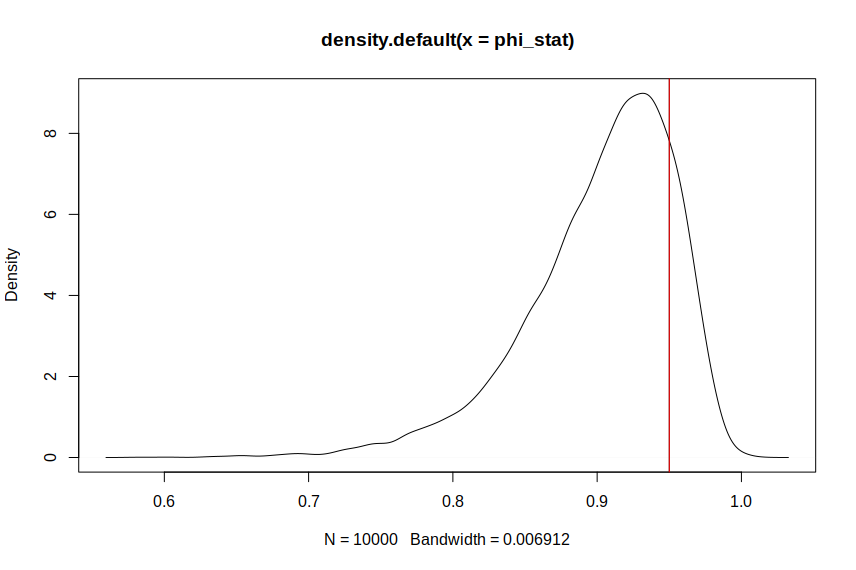 density.default(x = phi_stat)
Density
8
6
4
2
0
0.6 0.7 0.8 0.9 1.0
N = 10000 Bandwidth = 0.006912